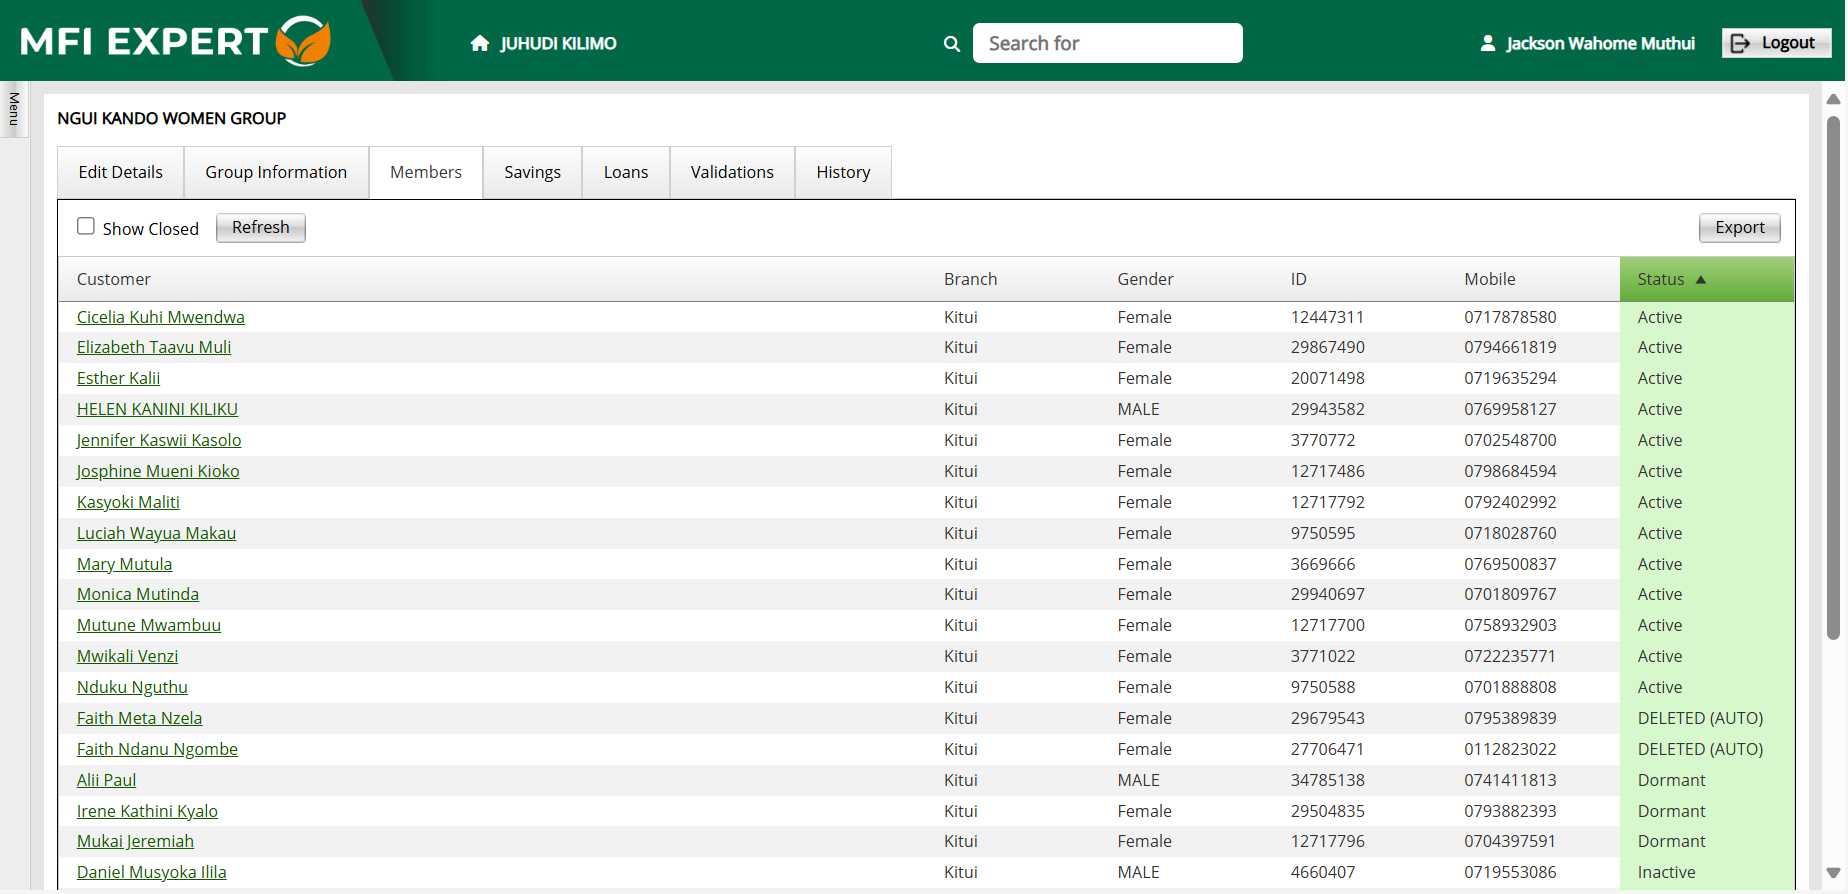 MFI EXPERT JUHUDI KILIMO Search for Jackson Wahome Muthui Logout
Menu
NGUI KANDO WOMEN GROUP
Edit Details Group Information Members Savings Loans Validations History
Show Closed Refresh Export
Customer Branch Gender ID Mobile Status ▲
Cicelia Kuhi Mwendwa Kitui Female 12447311 0717878580 Active
Elizabeth Taavu Muli Kitui Female 29867490 0794661819 Active
Esther Kalii Kitui Female 20071498 0719635294 Active
HELEN KANINI KILIKU Kitui MALE 29943582 0769958127 Active
Jennifer Kaswii Kasolo Kitui Female 3770772 0702548700 Active
Josphine Mueni Kioko Kitui Female 12717486 0798684594 Active
Kasyoki Maliti Kitui Female 12717792 0792402992 Active
Luciah Wayua Makau Kitui Female 9750595 0718028760 Active
Mary Mutula Kitui Female 3669666 0769500837 Active
Monica Mutinda Kitui Female 29940697 0701809767 Active
Mutune Mwambuu Kitui Female 12717700 0758932903 Active
Mwikali Venzi Kitui Female 3771022 0722235771 Active
Nduku Nguthu Kitui Female 9750588 0701888808 Active
Faith Meta Nzela Kitui Female 29679543 0795389839 DELETED (AUTO)
Faith Ndanu Ngombe Kitui Female 27706471 0112823022 DELETED (AUTO)
Alii Paul Kitui MALE 34785138 0741411813 Dormant
Irene Kathini Kyalo Kitui Female 29504835 0793882393 Dormant
Mukai Jeremiah Kitui Female 12717796 0704397591 Dormant
Daniel Musyoka Ilila Kitui MALE 4660407 0719553086 Inactive